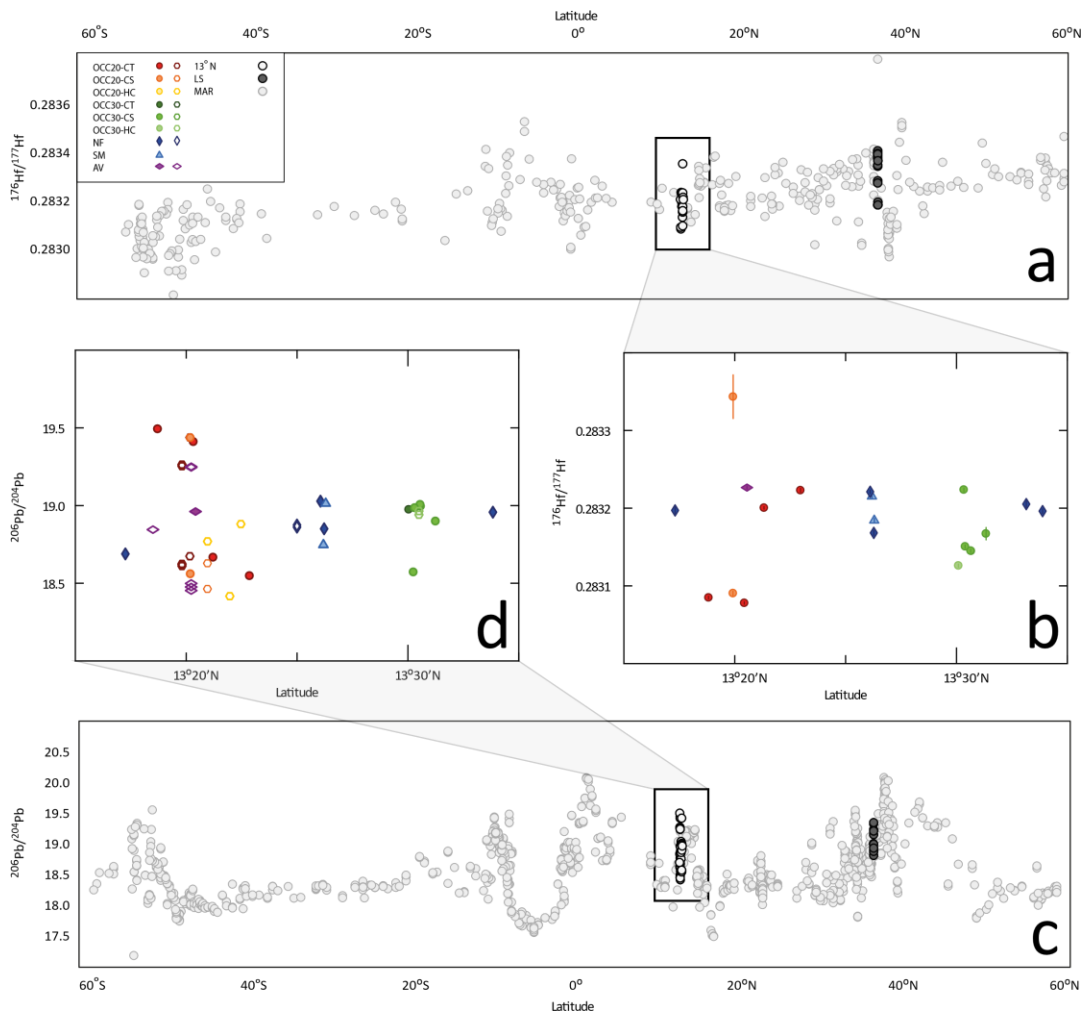 Latitude
60°S 40°S 20°S 0° 20°N 40°N 60°N
OCC20-CT 13°N
OCC20-CS LS
OCC20-HC MAR
OCC30-CT
OCC30-CS
OCC30-HC
NF
SM
AV
0.2836
0.2834
0.2832
0.2830
176Hf/177Hf
a
19.5
19.0
18.5
206Pb/204Pb
d
13°20'N 13°30'N
Latitude
0.2833
0.2832
0.2831
176Hf/177Hf
b
13°20'N 13°30'N
Latitude
20.5
20.0
19.5
19.0
18.5
18.0
17.5
206Pb/204Pb
c
60°S 40°S 20°S 0° 20°N 40°N 60°N
Latitude